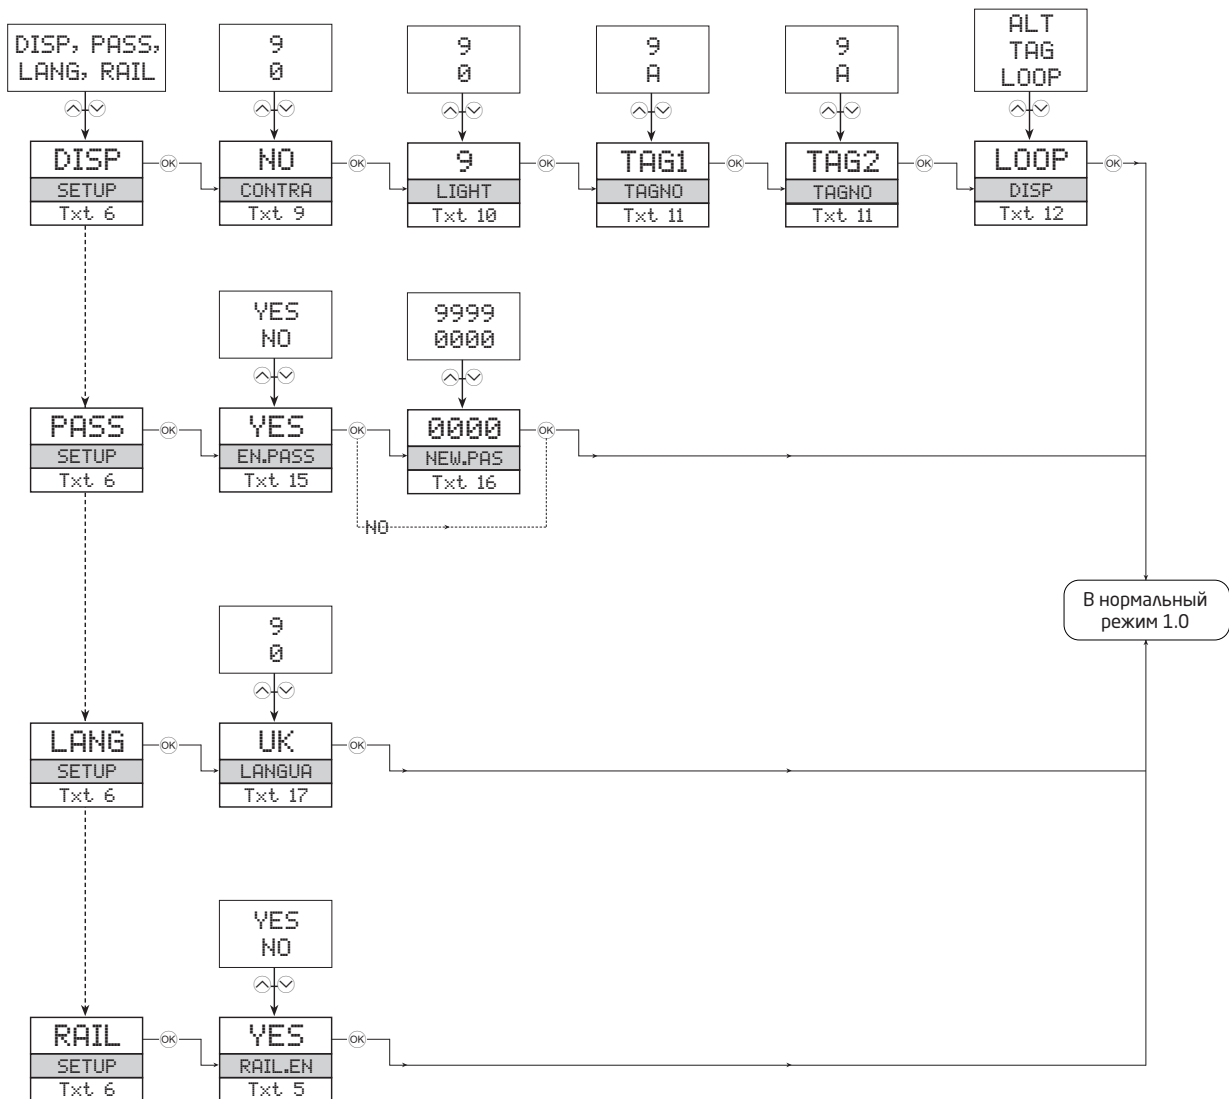 DISP, PASS,
LANG, RAIL
9
0
9
0
9
A
9
A
ALT
TAG
LOOP
DISP
SETUP
Txt 6
OK
NO
CONTRA
Txt 9
OK
9
LIGHT
Txt 10
OK
TAG1
TAGNO
Txt 11
OK
TAG2
TAGNO
Txt 11
OK
LOOP
DISP
Txt 12
OK
YES
NO
9999
0000
PASS
SETUP
Txt 6
OK
YES
EN.PASS
Txt 15
OK
0000
NEW.PAS
Txt 16
OK
NO
В нормальный
режим 1.0
9
0
LANG
SETUP
Txt 6
OK
UK
LANGUA
Txt 17
OK
YES
NO
RAIL
SETUP
Txt 6
OK
YES
RAIL.EN
Txt 5
OK